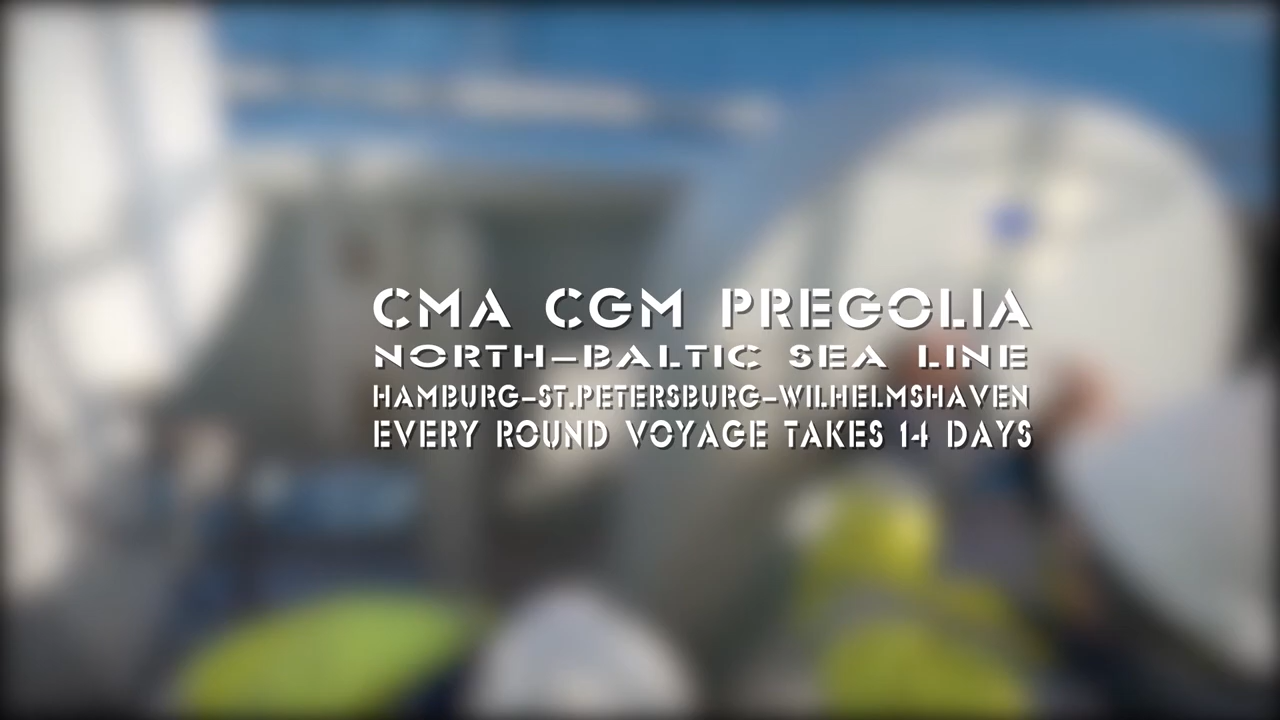 CMA CGM PREGOLIA
NORTH-BALTIC SEA LINE
HAMBURG-ST.PETERSBURG-WILHELMSHAVEN
EVERY ROUND VOYAGE TAKES 14 DAYS